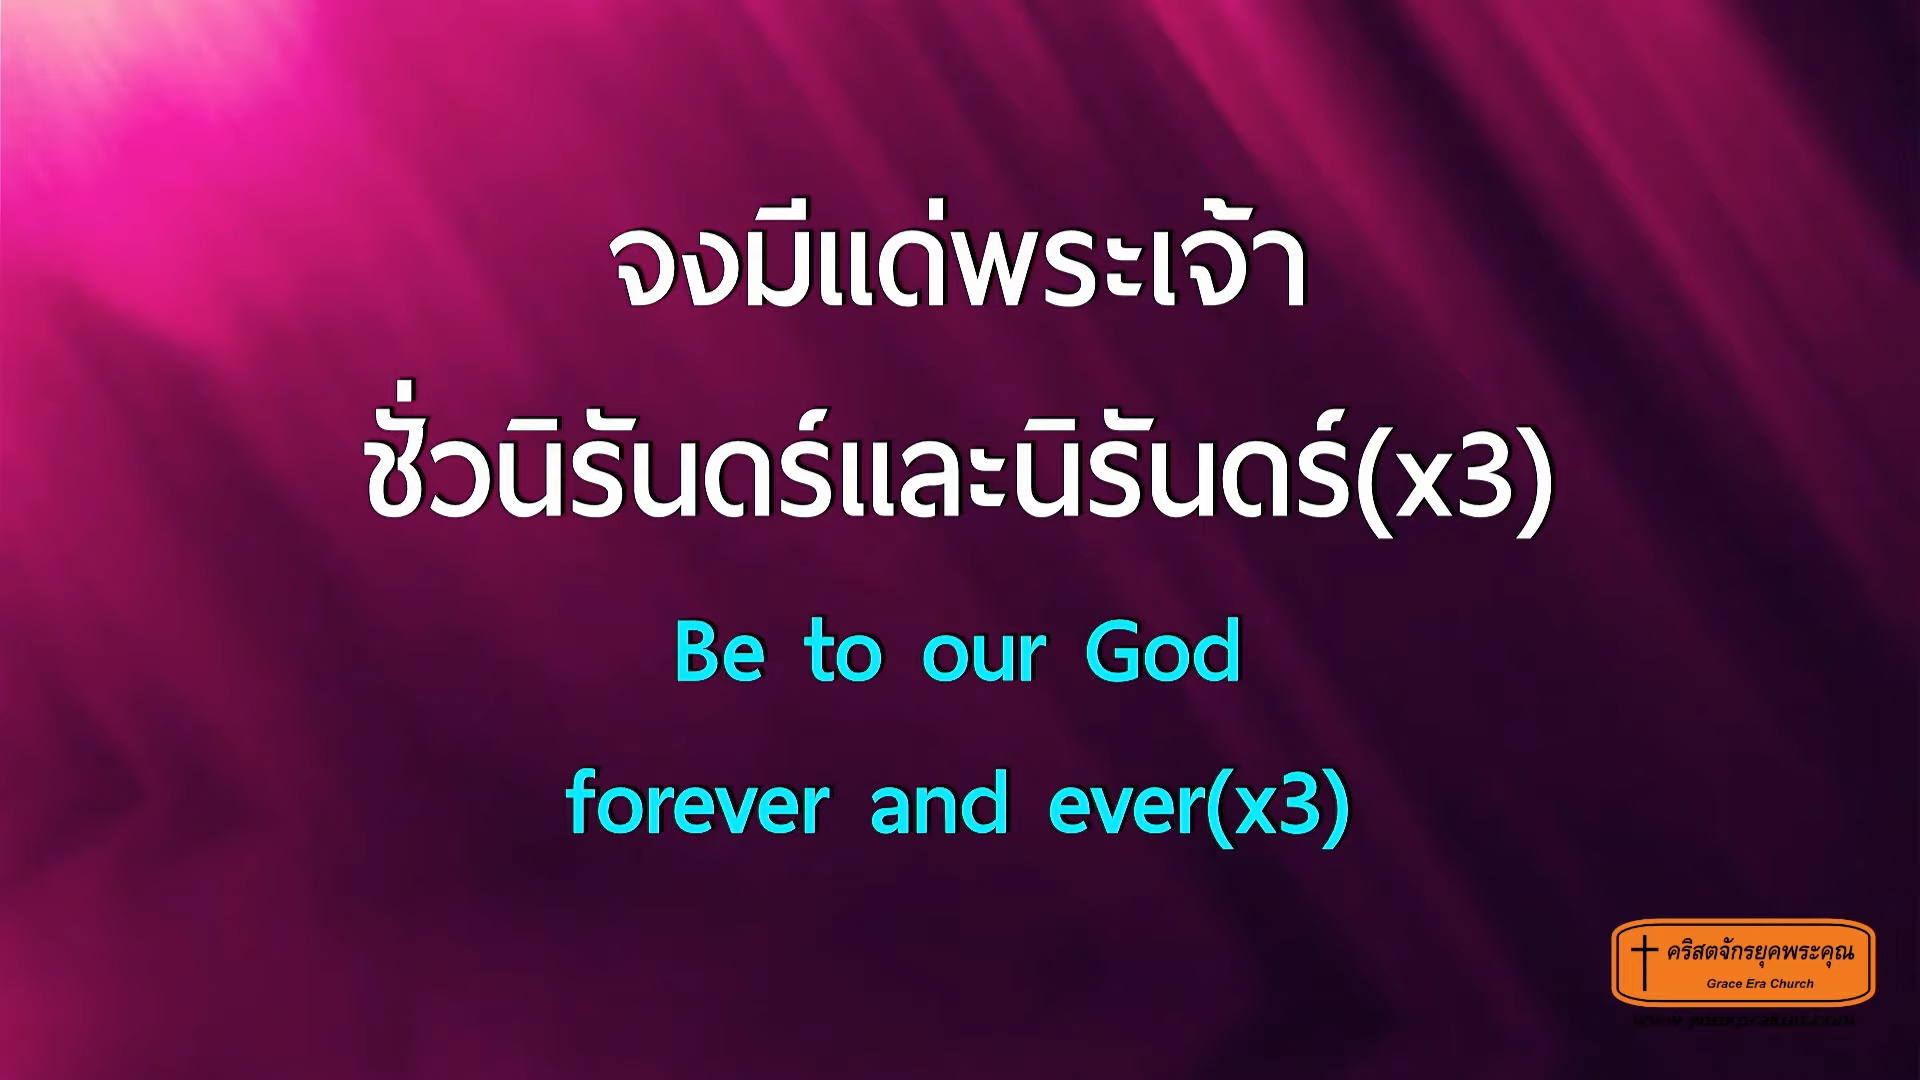 จงมีแด่พระเจ้า
ชั่วนิรันดร์และนิรันดร์(x3)
Be to our God
forever and ever(x3)
คริสตจักรยุคพระคุณ
Grace Era Church